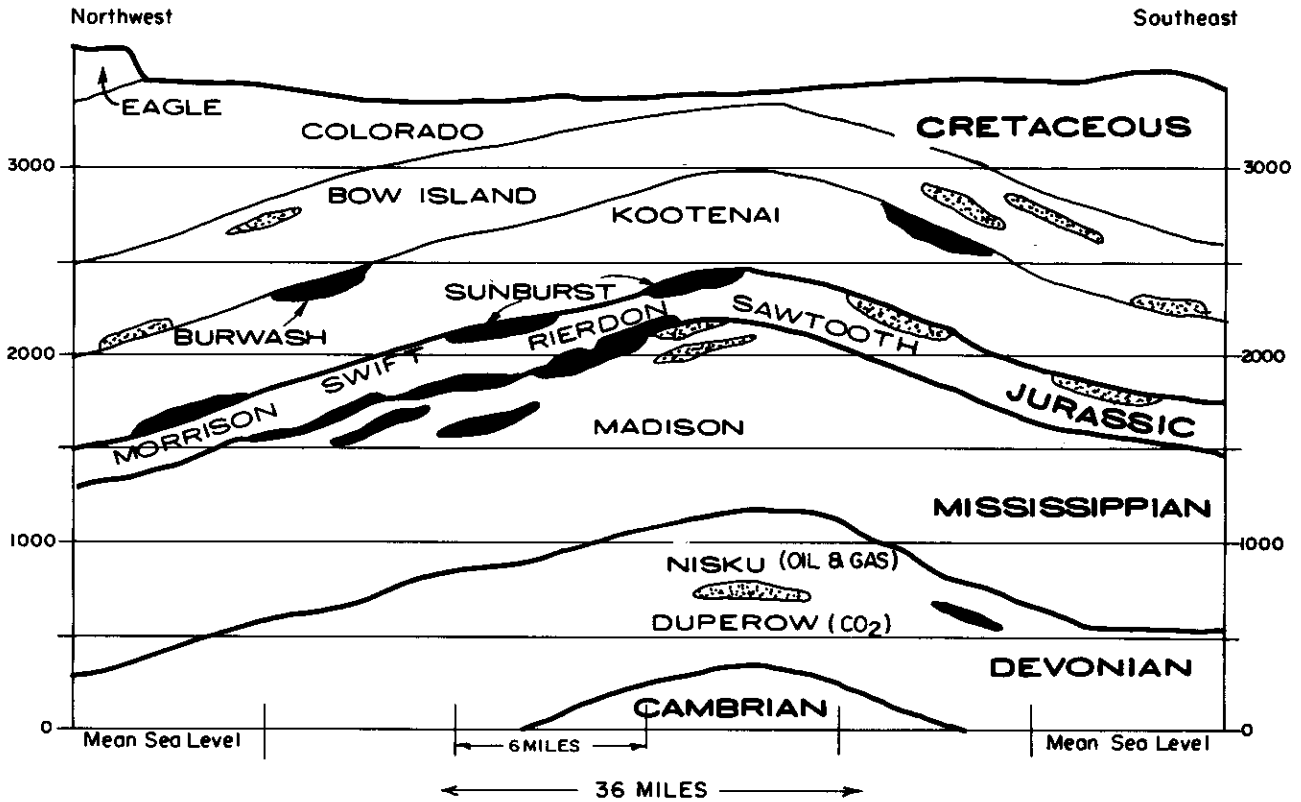 Northwest
Southeast
EAGLE
COLORADO
CRETACEOUS
3000
3000
BOW ISLAND
KOOTENAI
SUNBURST
BURWASH
RIERDON
SAWTOOTH
2000
2000
SWIFT
MORRISON
JURASSIC
MADISON
MISSISSIPPIAN
1000
1000
NISKU (OIL & GAS)
DUPEROW (CO₂)
DEVONIAN
CAMBRIAN
0
0
Mean Sea Level
6 MILES
Mean Sea Level
36 MILES